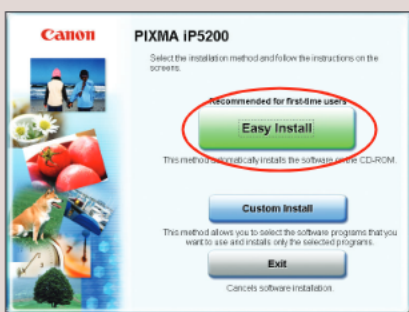 Canon
PIXMA iP5200
Select the installation method and follow the instructions on the
screens.
Recommended for first-time users
Easy Install
This method automatically installs the software on the CD-ROM.
Custom Install
This method allows you to select the software programs that you
want to use and installs only the selected programs.
Exit
Cancels software installation.